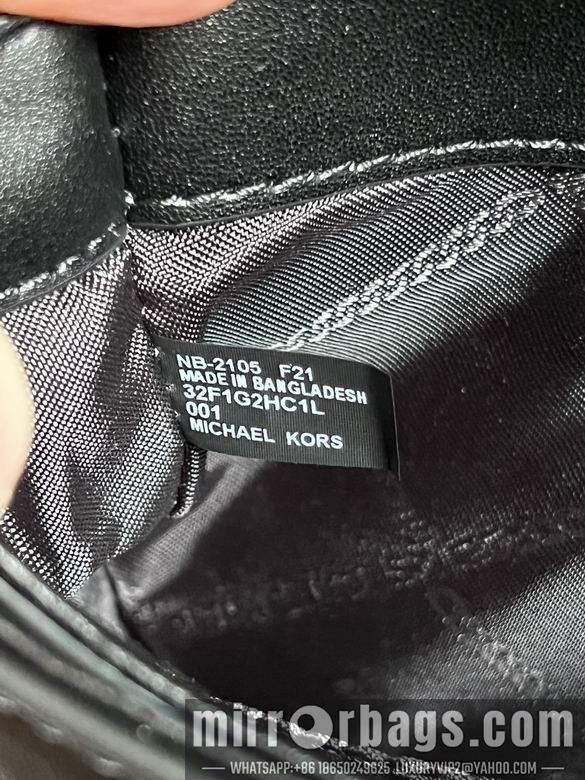 NB-2105 F21
MADE IN BANGLADESH
32F1G2HC1L
001
MICHAEL KORS
mirrorbags.com
WHATSAPP:+86 18650249625 LUXURYVIP2@YAHOO.COM